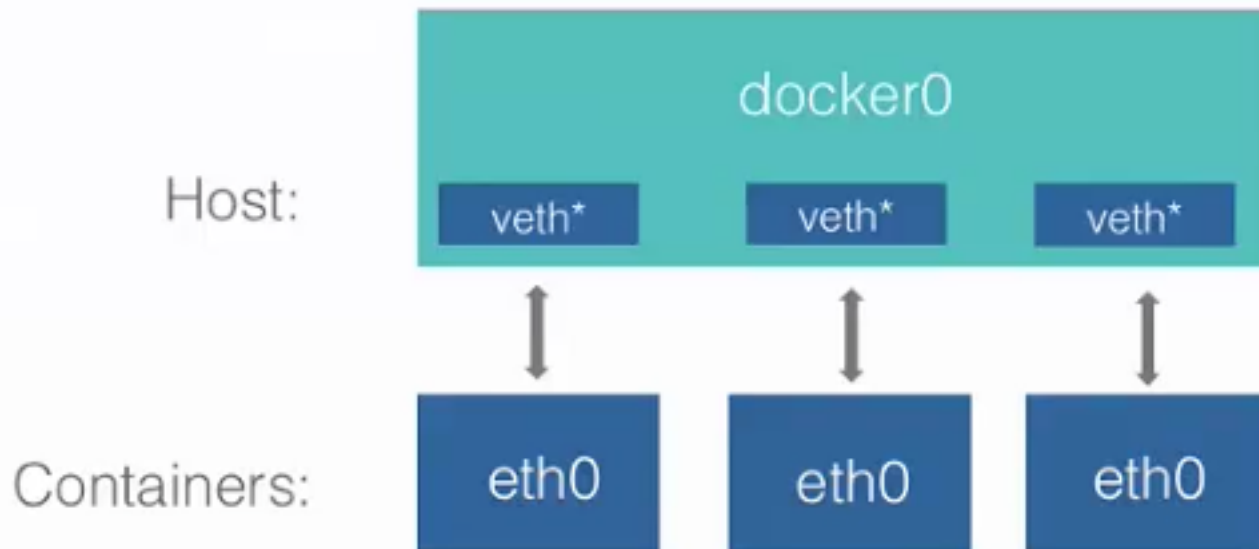 docker0
Host:
veth*
veth*
veth*
Containers:
eth0
eth0
eth0